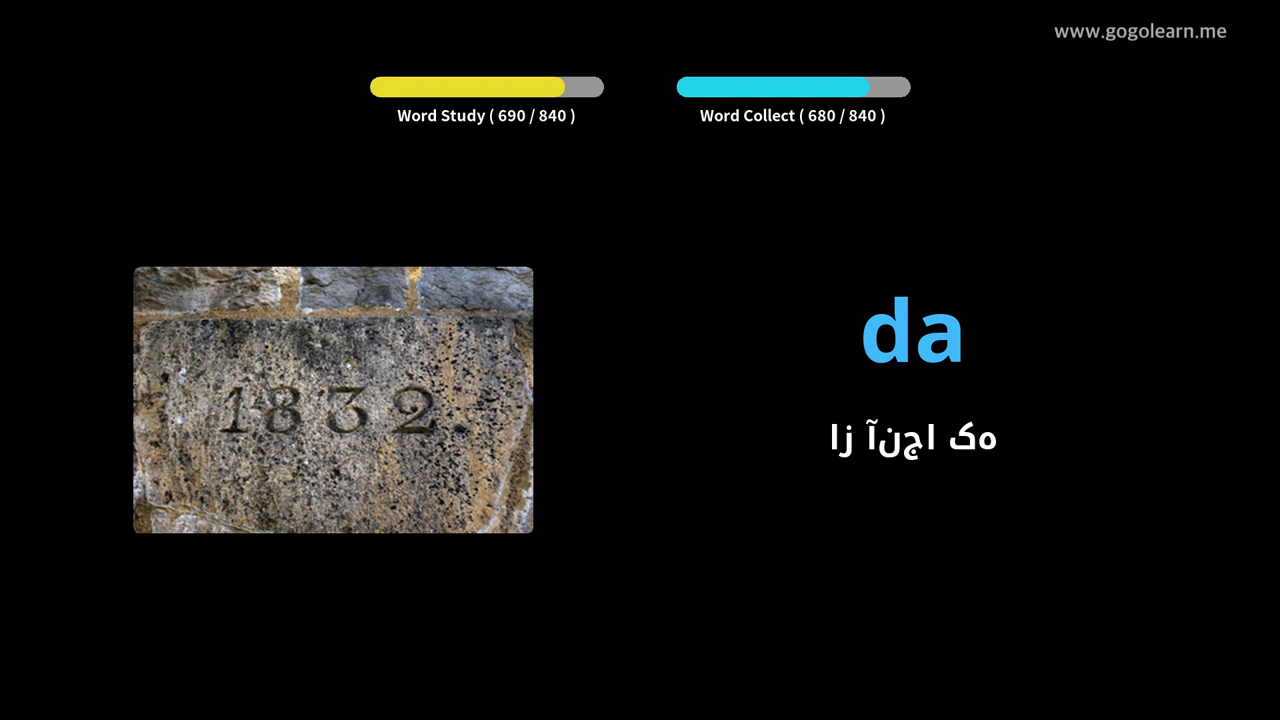 www.gogolearn.me
Word Study ( 690 / 840 )
Word Collect ( 680 / 840 )
1832.
da
از آنجا که